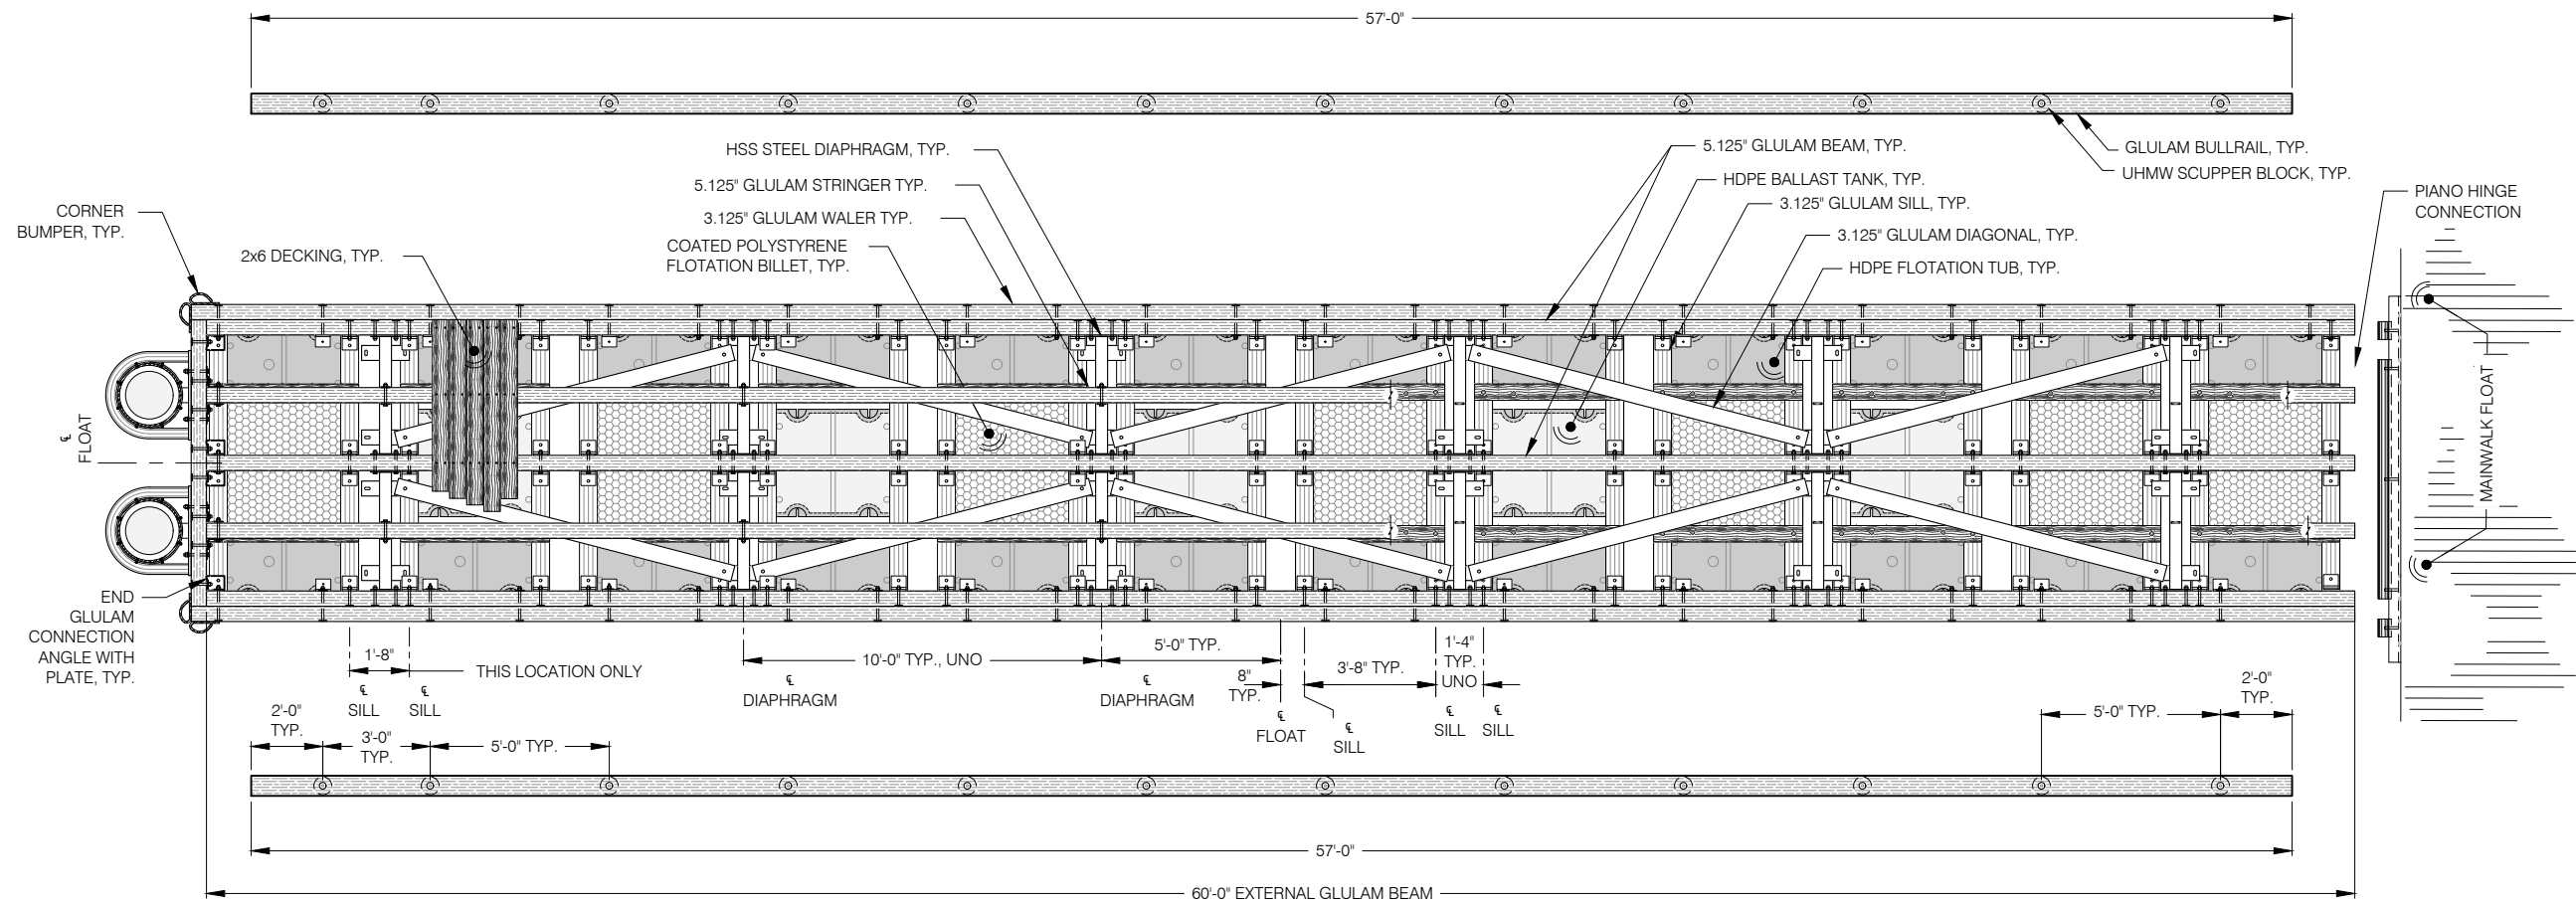 57'-0"
HSS STEEL DIAPHRAGM, TYP.
5.125" GLULAM BEAM, TYP.
GLULAM BULLRAIL, TYP.
UHMW SCUPPER BLOCK, TYP.
5.125" GLULAM STRINGER TYP.
HDPE BALLAST TANK, TYP.
PIANO HINGE
CONNECTION
CORNER
BUMPER, TYP.
3.125" GLULAM WALER TYP.
3.125" GLULAM SILL, TYP.
COATED POLYSTYRENE
FLOTATION BILLET, TYP.
3.125" GLULAM DIAGONAL, TYP.
2x6 DECKING, TYP.
HDPE FLOTATION TUB, TYP.
℄
FLOAT
MAINWALK FLOAT
END
GLULAM
CONNECTION
ANGLE WITH
PLATE, TYP.
1'-8"
THIS LOCATION ONLY
℄
SILL
℄
SILL
10'-0" TYP., UNO
℄
DIAPHRAGM
5'-0" TYP.
℄
DIAPHRAGM
8"
TYP.
3'-8" TYP.
1'-4"
TYP.
UNO
℄
FLOAT
℄
SILL
℄
SILL
℄
SILL
2'-0"
TYP.
3'-0"
TYP.
5'-0" TYP.
5'-0" TYP.
2'-0"
TYP.
57'-0"
60'-0" EXTERNAL GLULAM BEAM